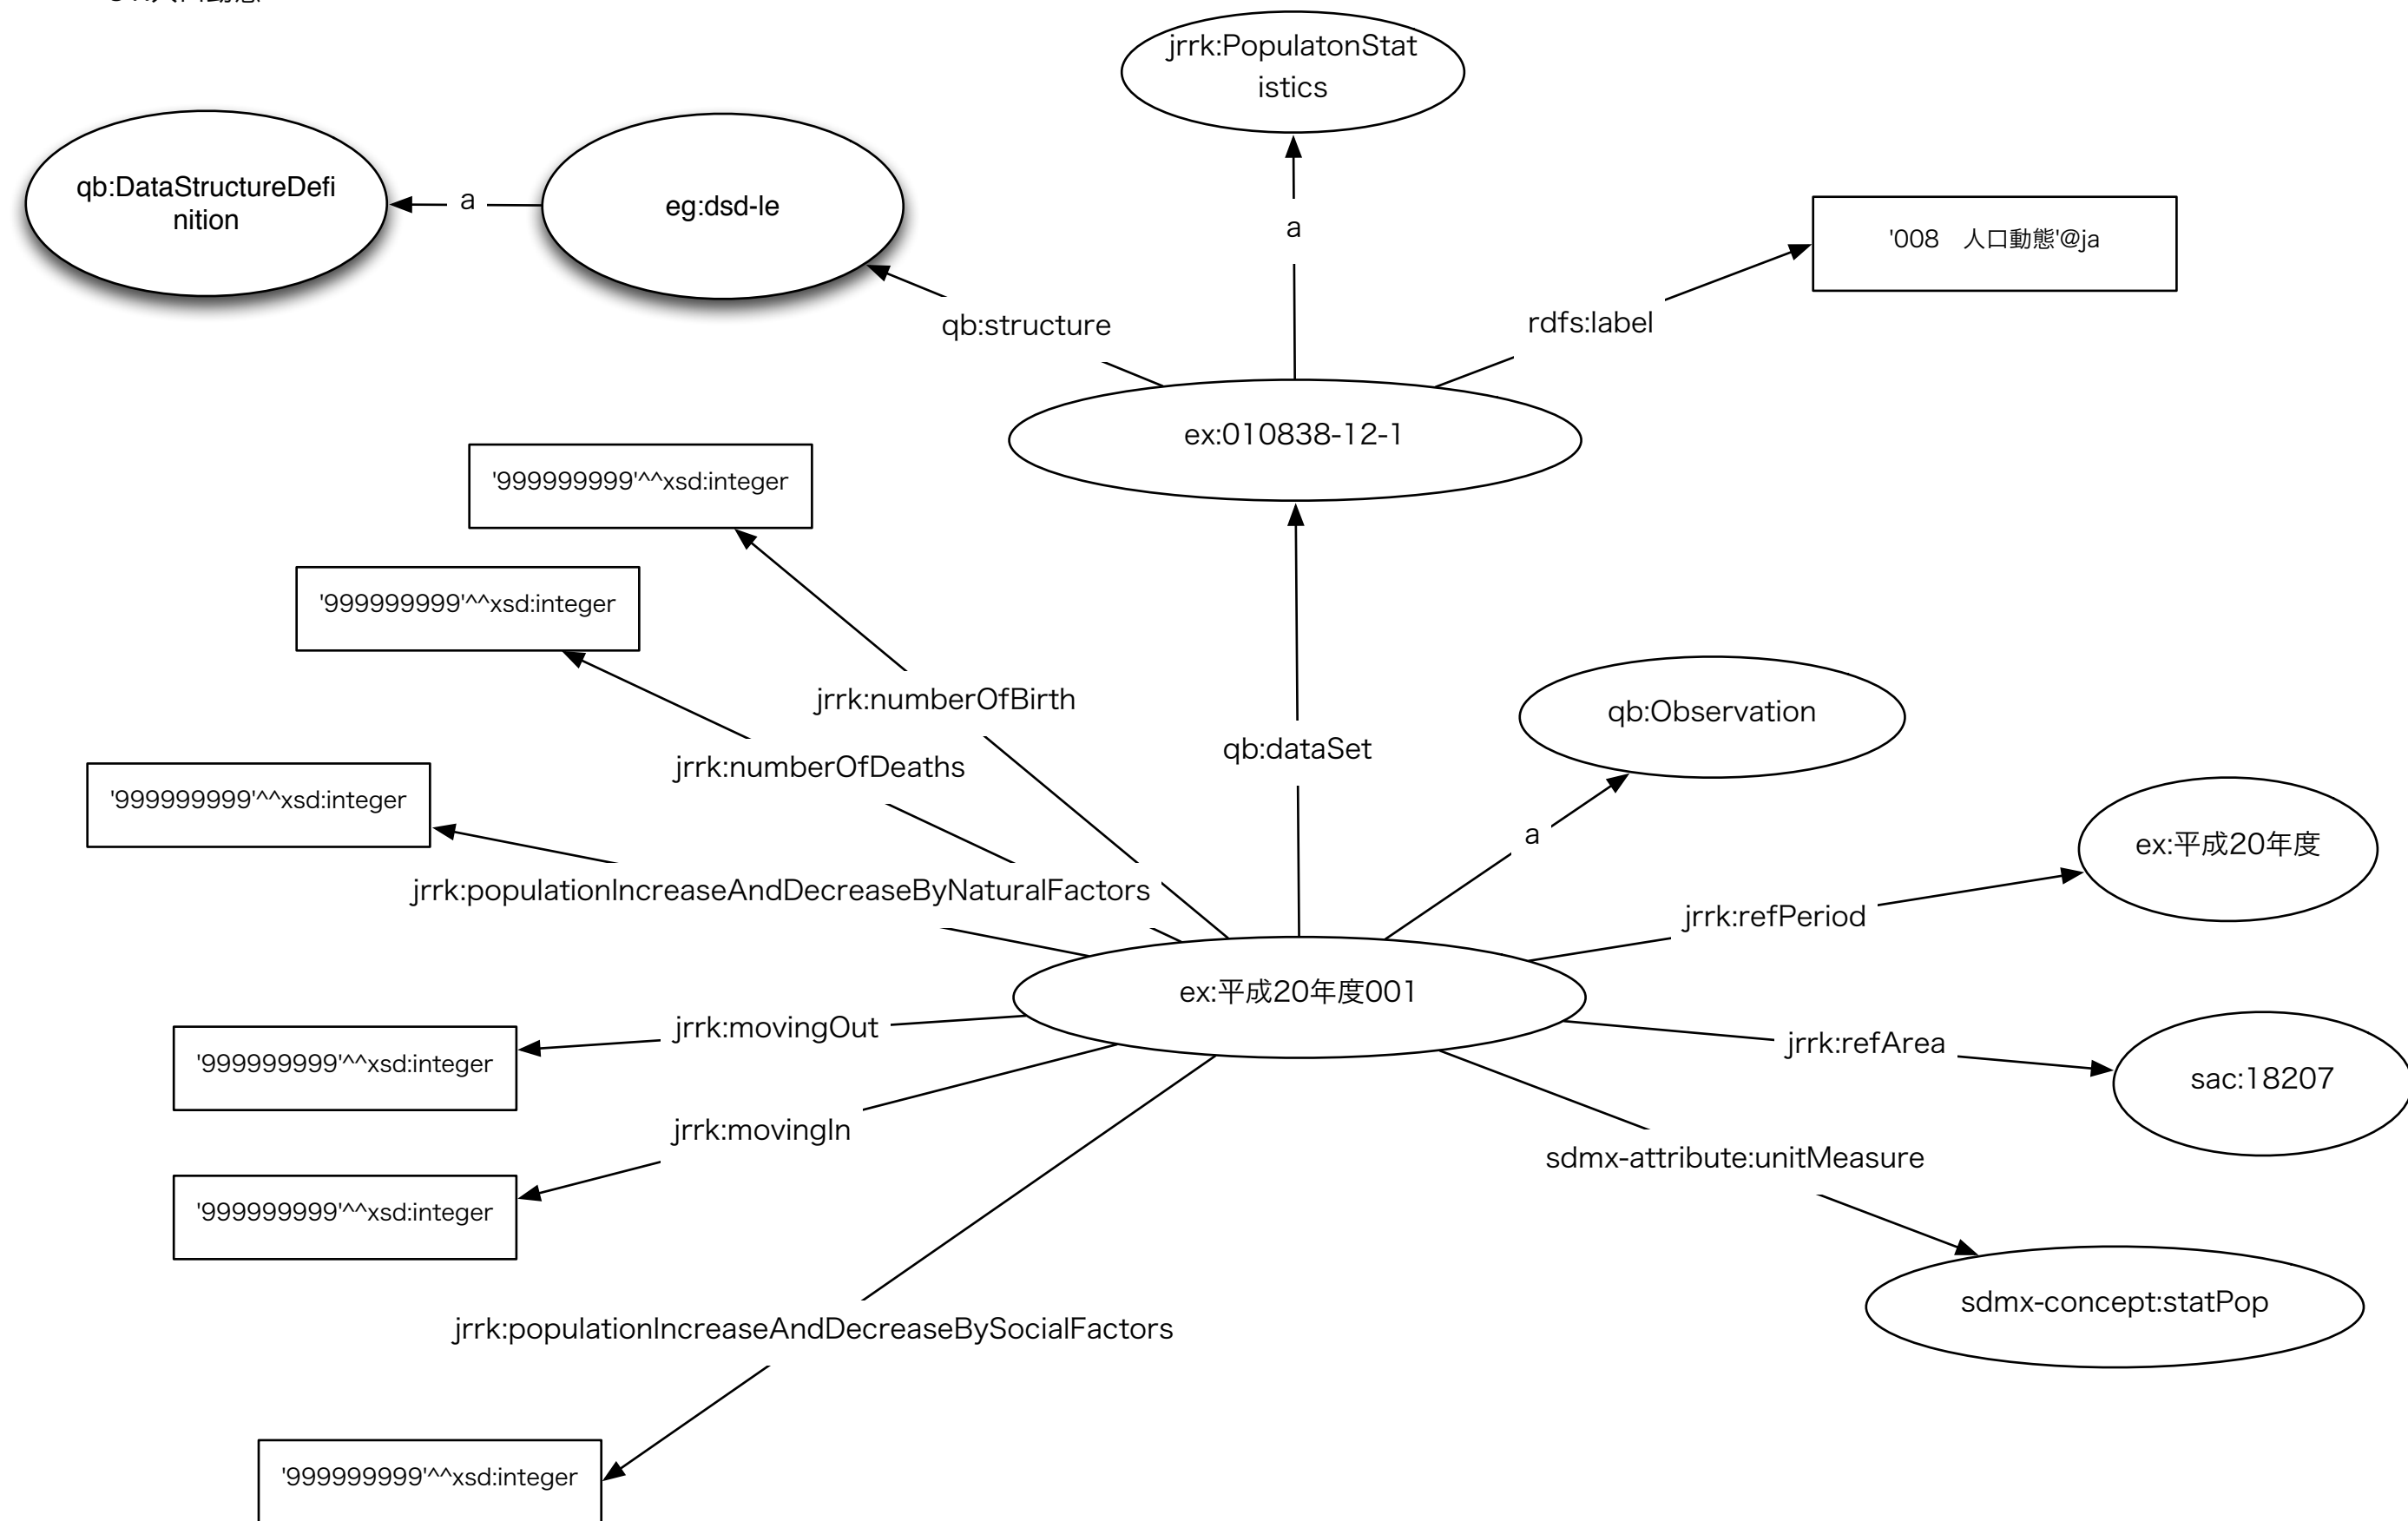 jrrk:PopulatonStat
istics
qb:DataStructureDefi
nition
a
eg:dsd-le
a
'008　人口動態'@ja
qb:structure
rdfs:label
ex:010838-12-1
'999999999'^^xsd:integer
'999999999'^^xsd:integer
jrrk:numberOfBirth
qb:Observation
qb:dataSet
jrrk:numberOfDeaths
'999999999'^^xsd:integer
a
ex:平成20年度
jrrk:populationIncreaseAndDecreaseByNaturalFactors
jrrk:refPeriod
ex:平成20年度001
jrrk:movingOut
jrrk:refArea
'999999999'^^xsd:integer
sac:18207
jrrk:movingIn
sdmx-attribute:unitMeasure
'999999999'^^xsd:integer
sdmx-concept:statPop
jrrk:populationIncreaseAndDecreaseBySocialFactors
'999999999'^^xsd:integer